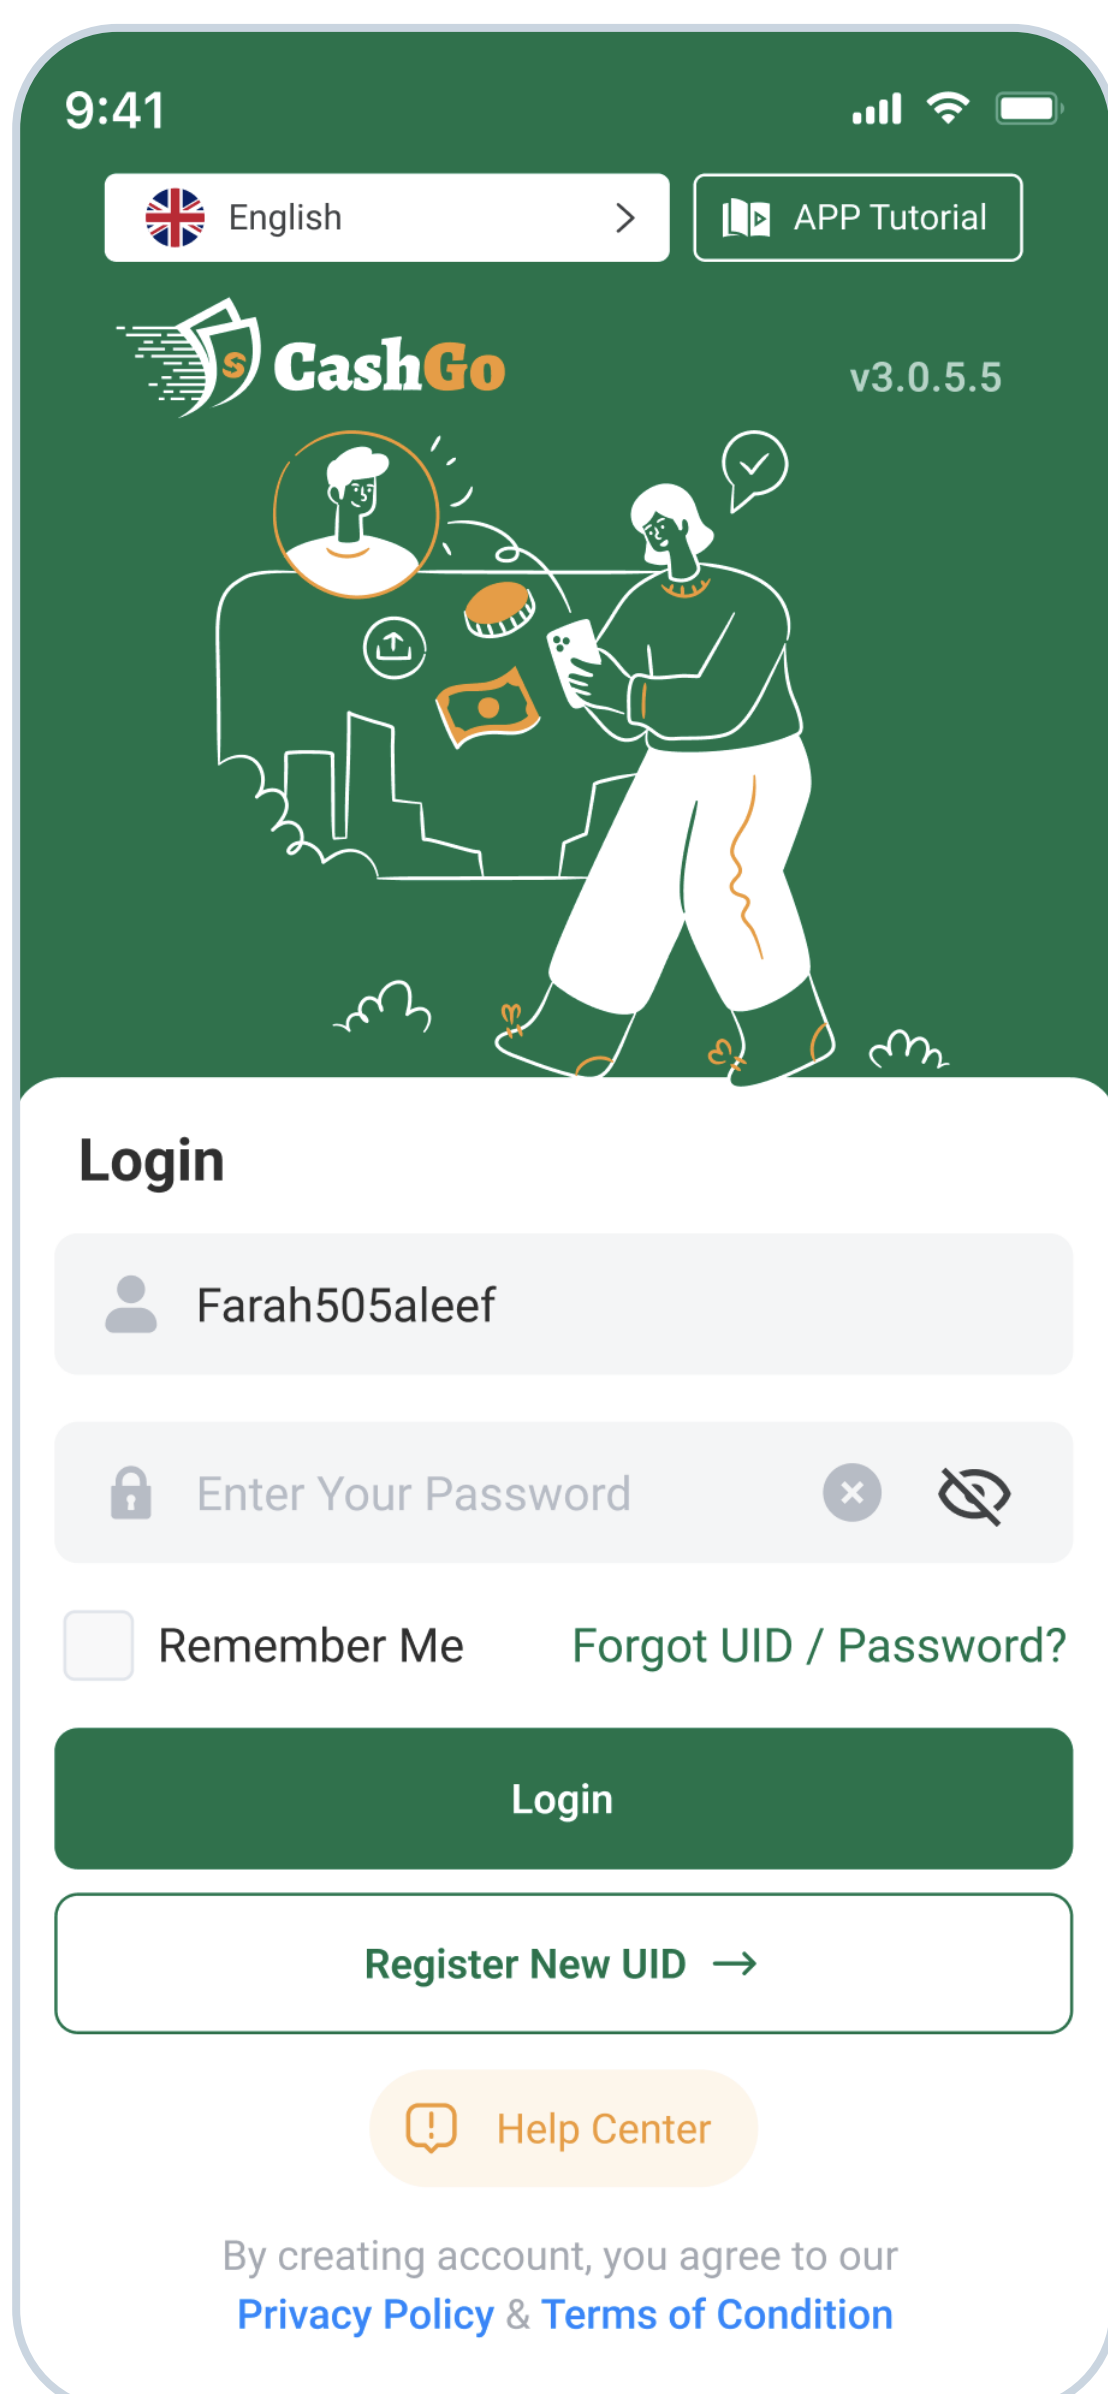 9:41
English
APP Tutorial
$ CashGo
v3.0.5.5
Login
Farah505aleef
Enter Your Password
Remember Me
Forgot UID / Password?
Login
Register New UID →
Help Center
By creating account, you agree to our
Privacy Policy & Terms of Condition